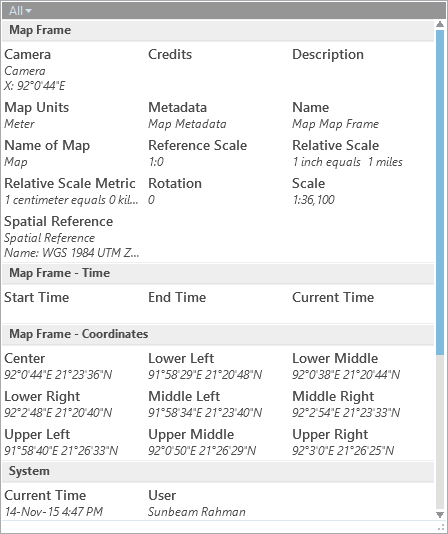 All
Map Frame
Camera Credits Description
Camera
X: 92°0'44"E
Map Units Metadata Name
Meter Map Metadata Map Map Frame
Name of Map Reference Scale Relative Scale
Map 1:0 1 inch equals 1 miles
Relative Scale Metric Rotation Scale
1 centimeter equals 0 kil... 0 1:36,100
Spatial Reference
Spatial Reference
Name: WGS 1984 UTM Z...
Map Frame - Time
Start Time End Time Current Time
Map Frame - Coordinates
Center Lower Left Lower Middle
92°0'44"E 21°23'36"N 91°58'29"E 21°20'48"N 92°0'38"E 21°20'44"N
Lower Right Middle Left Middle Right
92°2'48"E 21°20'40"N 91°58'34"E 21°23'40"N 92°2'54"E 21°23'33"N
Upper Left Upper Middle Upper Right
91°58'40"E 21°26'33"N 92°0'50"E 21°26'29"N 92°3'0"E 21°26'25"N
System
Current Time User
14-Nov-15 4:47 PM Sunbeam Rahman